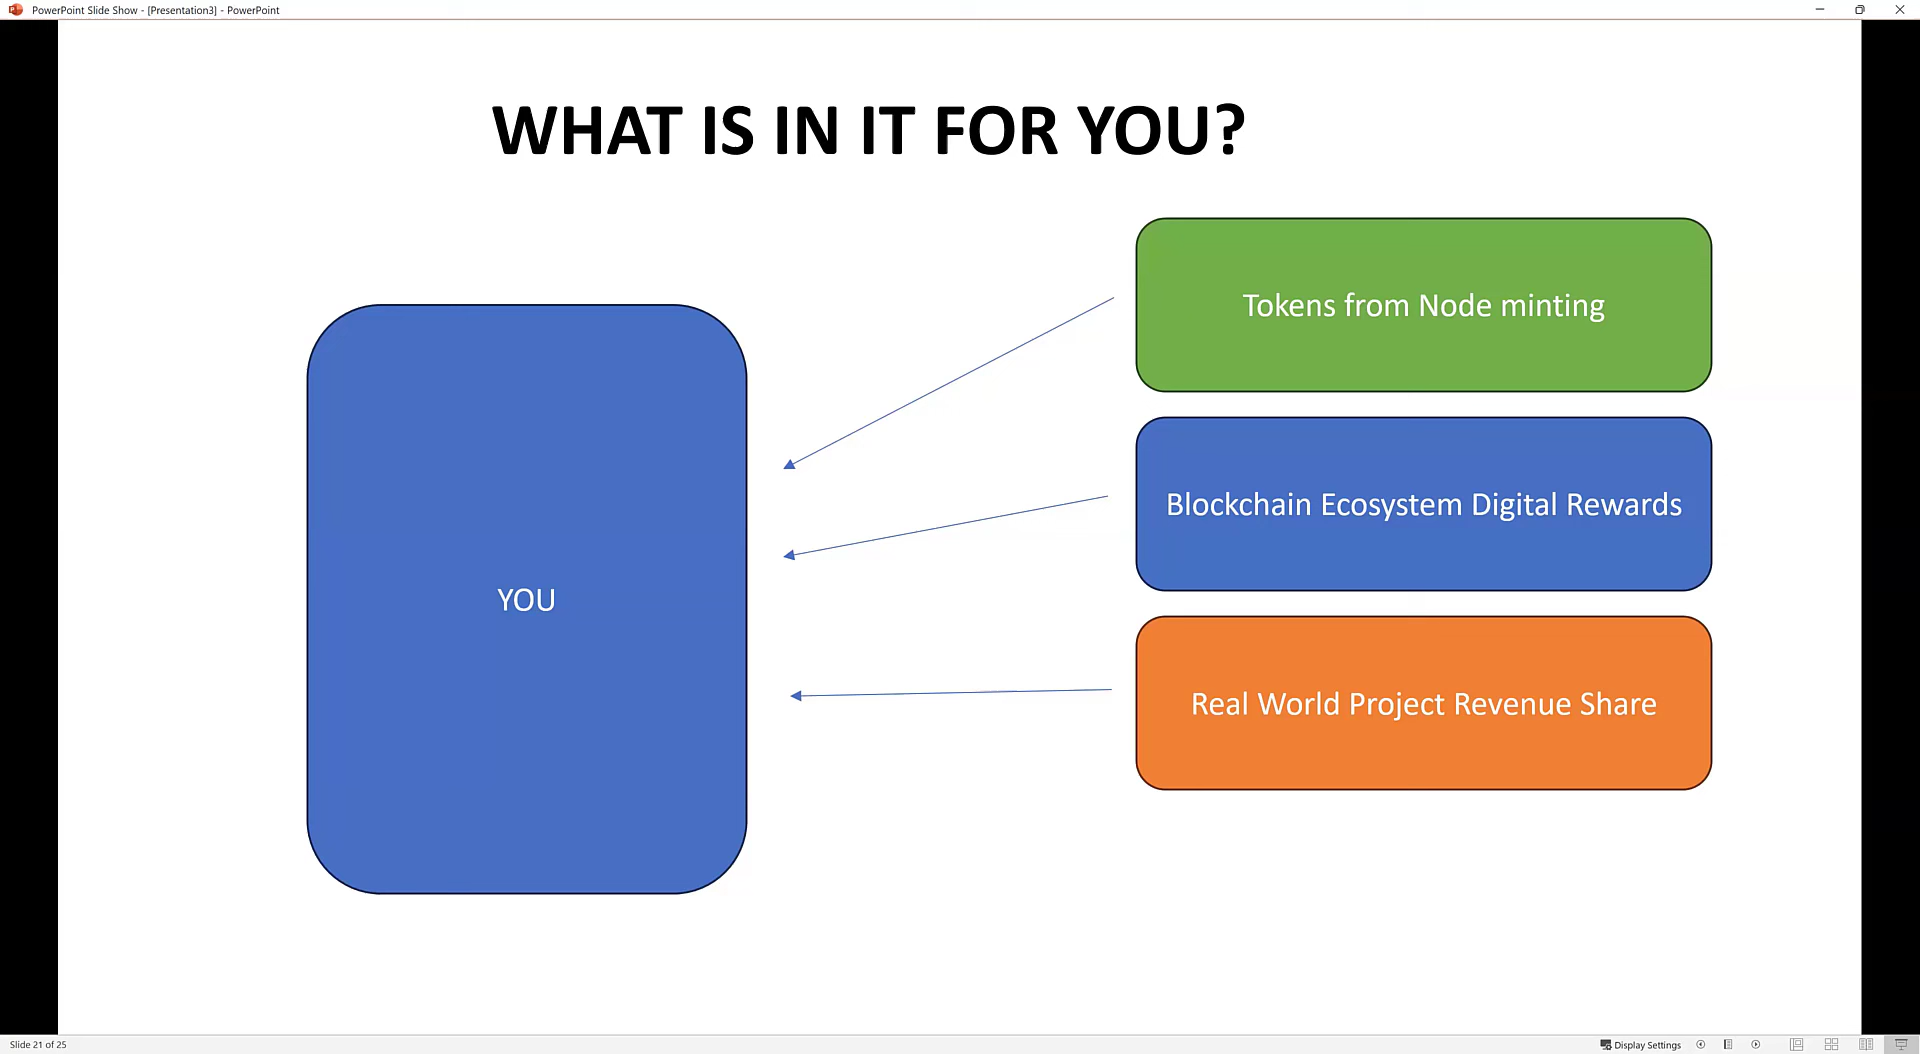 PowerPoint Slide Show - [Presentation3] - PowerPoint
WHAT IS IN IT FOR YOU?
Tokens from Node minting
Blockchain Ecosystem Digital Rewards
YOU
Real World Project Revenue Share
Slide 21 of 25
Display Settings